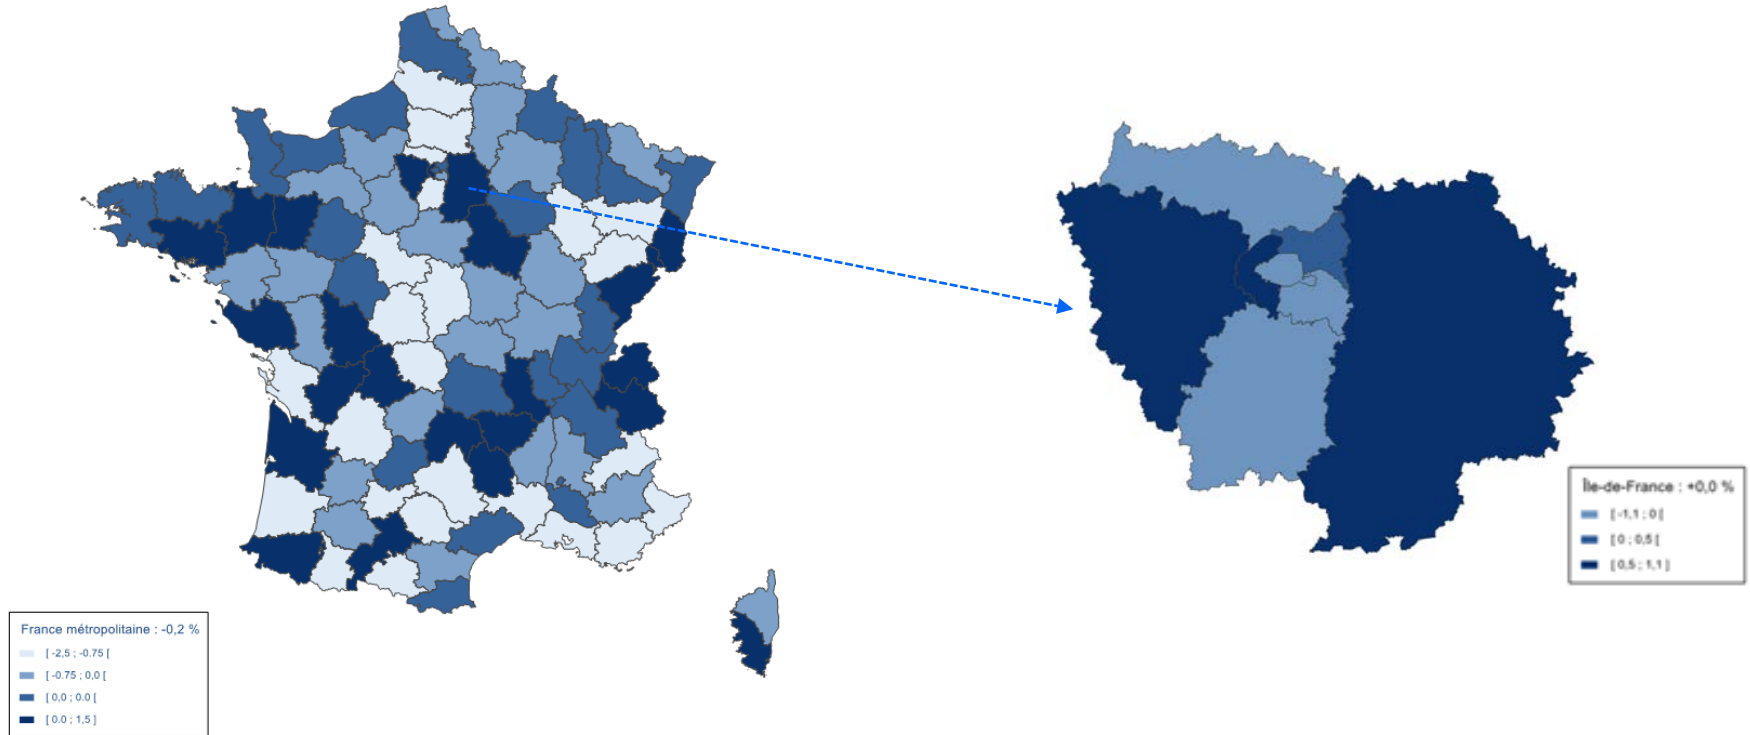 France métropolitaine : -0,2 %
[ -2,5 ; -0.75 [
[ -0.75 ; 0,0 [
[ 0,0 ; 0.0 [
[ 0.0 ; 1,5 ]
Île-de-France : +0,0 %
[ -1,1 ; 0 [
[ 0 ; 0,5 [
[ 0,5 ; 1,1 ]